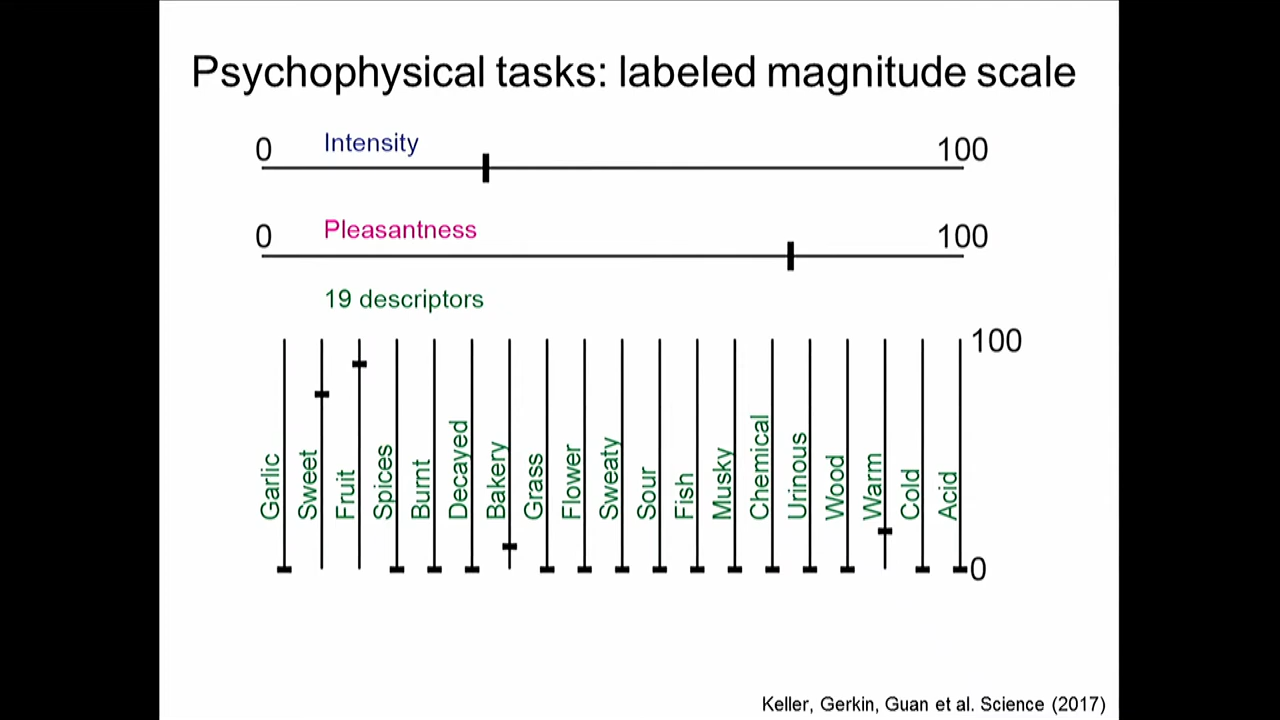 Psychophysical tasks: labeled magnitude scale
0 Intensity 100
0 Pleasantness 100
19 descriptors
100
Garlic
Sweet
Fruit
Spices
Burnt
Decayed
Bakery
Grass
Flower
Sweaty
Sour
Fish
Musky
Chemical
Urinous
Wood
Warm
Cold
Acid
0
Keller, Gerkin, Guan et al. Science (2017)